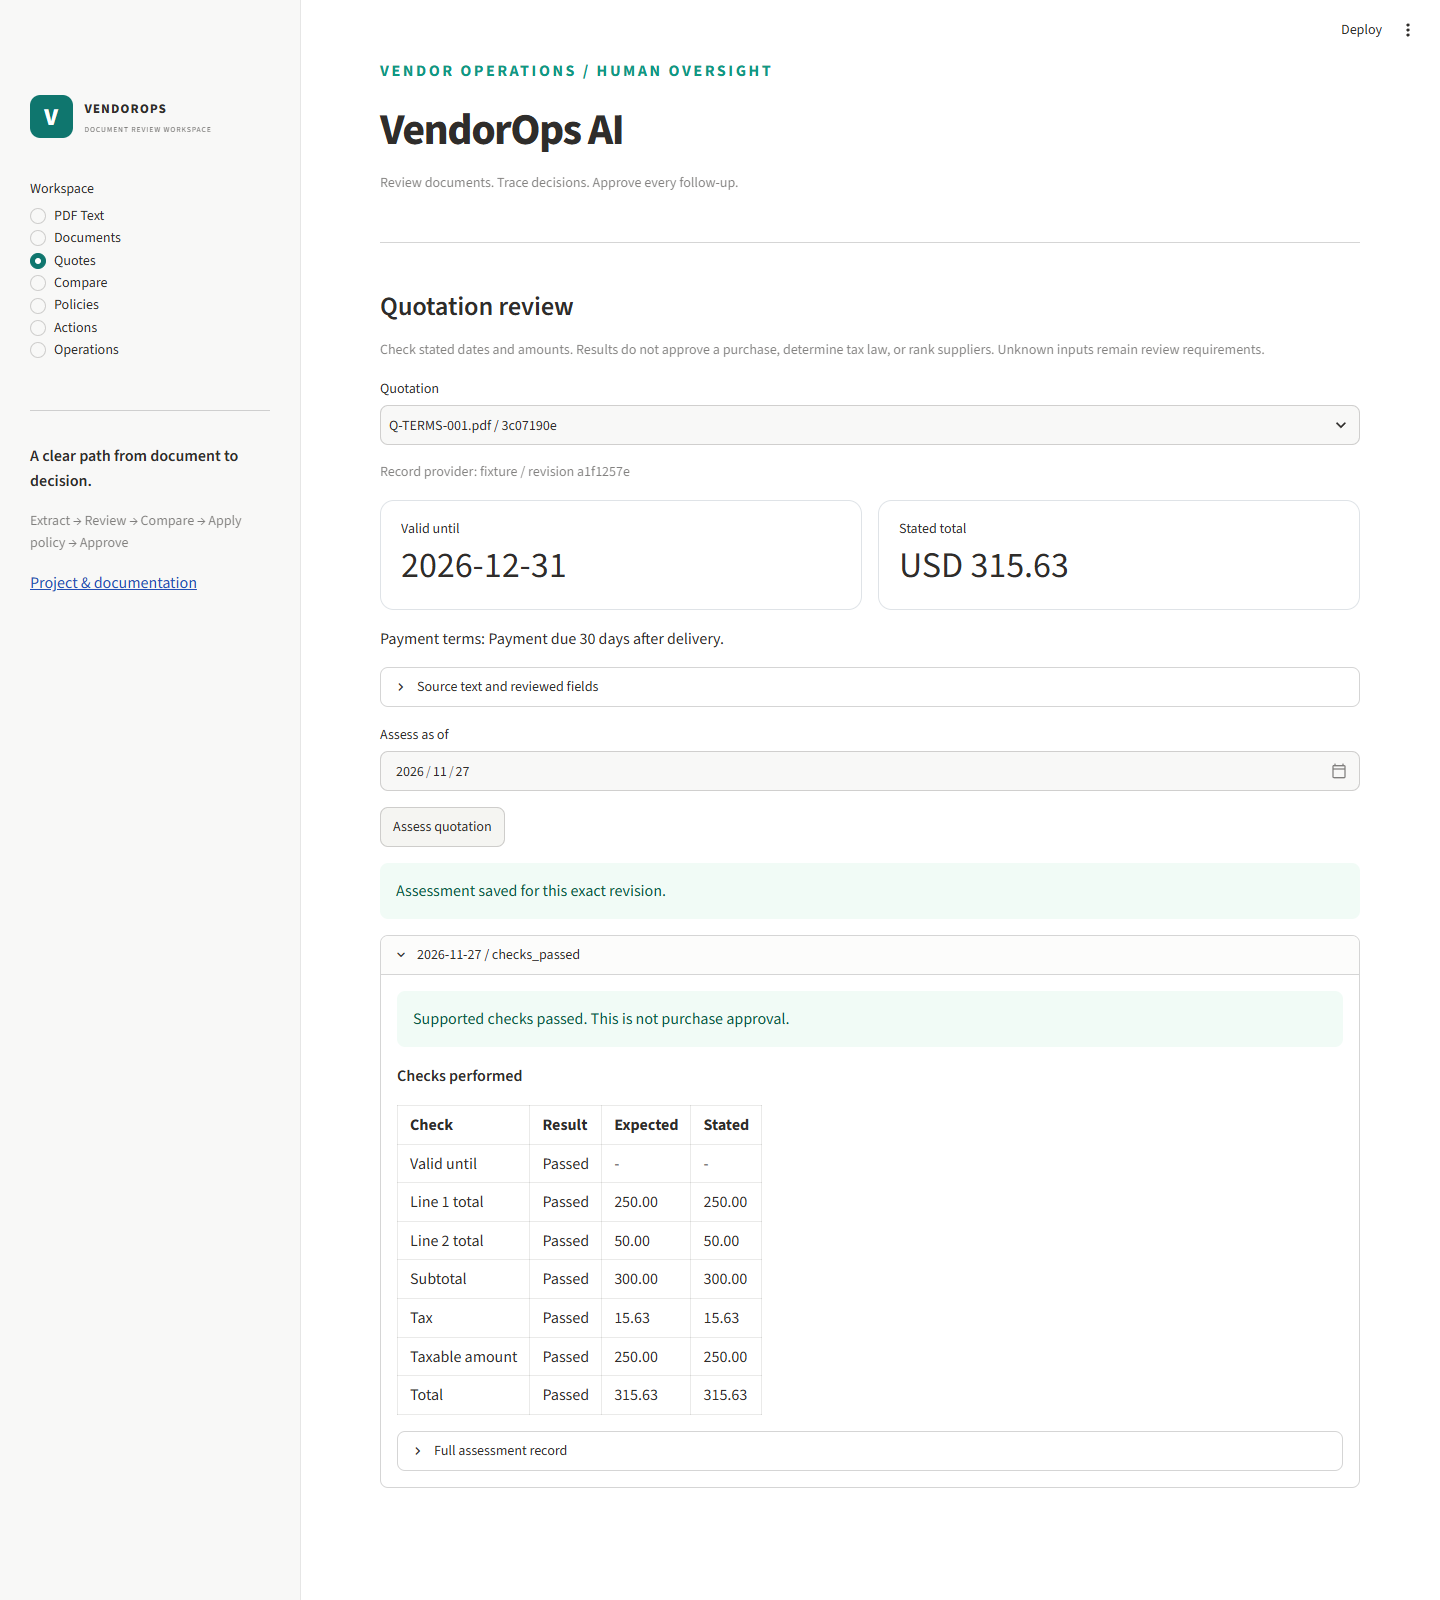 Deploy
V
VENDOROPS
DOCUMENT REVIEW WORKSPACE
Workspace
PDF Text
Documents
Quotes
Compare
Policies
Actions
Operations
A clear path from document to
decision.
Extract → Review → Compare → Apply
policy → Approve
Project & documentation
VENDOR OPERATIONS / HUMAN OVERSIGHT
VendorOps AI
Review documents. Trace decisions. Approve every follow-up.
Quotation review
Check stated dates and amounts. Results do not approve a purchase, determine tax law, or rank suppliers. Unknown inputs remain review requirements.
Quotation
Q-TERMS-001.pdf / 3c07190e
Record provider: fixture / revision a1f1257e
Valid until
2026-12-31
Stated total
USD 315.63
Payment terms: Payment due 30 days after delivery.
Source text and reviewed fields
Assess as of
2026 / 11 / 27
Assess quotation
Assessment saved for this exact revision.
2026-11-27 / checks_passed
Supported checks passed. This is not purchase approval.
Checks performed
Check Result Expected Stated
Valid until Passed - -
Line 1 total Passed 250.00 250.00
Line 2 total Passed 50.00 50.00
Subtotal Passed 300.00 300.00
Tax Passed 15.63 15.63
Taxable amount Passed 250.00 250.00
Total Passed 315.63 315.63
Full assessment record